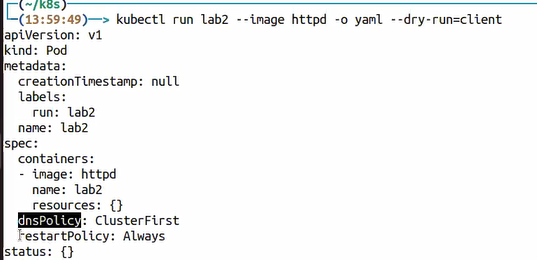 (~/k8s)
(13:59:49)--> kubectl run lab2 --image httpd -o yaml --dry-run=client
apiVersion: v1
kind: Pod
metadata:
  creationTimestamp: null
  labels:
    run: lab2
  name: lab2
spec:
  containers:
  - image: httpd
    name: lab2
    resources: {}
  dnsPolicy: ClusterFirst
  restartPolicy: Always
status: {}